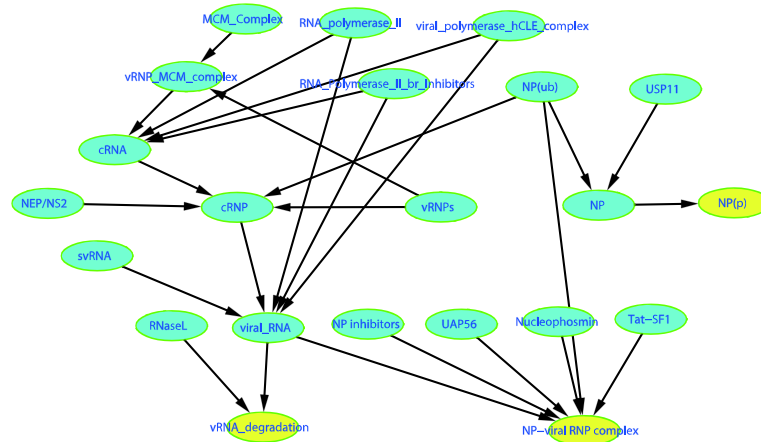 MCM_Complex
RNA_polymerase_II
viral_polymerase_hCLE_complex
vRNP_MCM_complex
RNA_Polymerase_II_br_Inhibitors
NP(ub)
USP11
cRNA
NEP/NS2
cRNP
vRNPs
NP
NP(p)
svRNA
RNaseL
viral_RNA
NP inhibitors
UAP56
Nucleophosmin
Tat−SF1
vRNA_degradation
NP−viral RNP complex